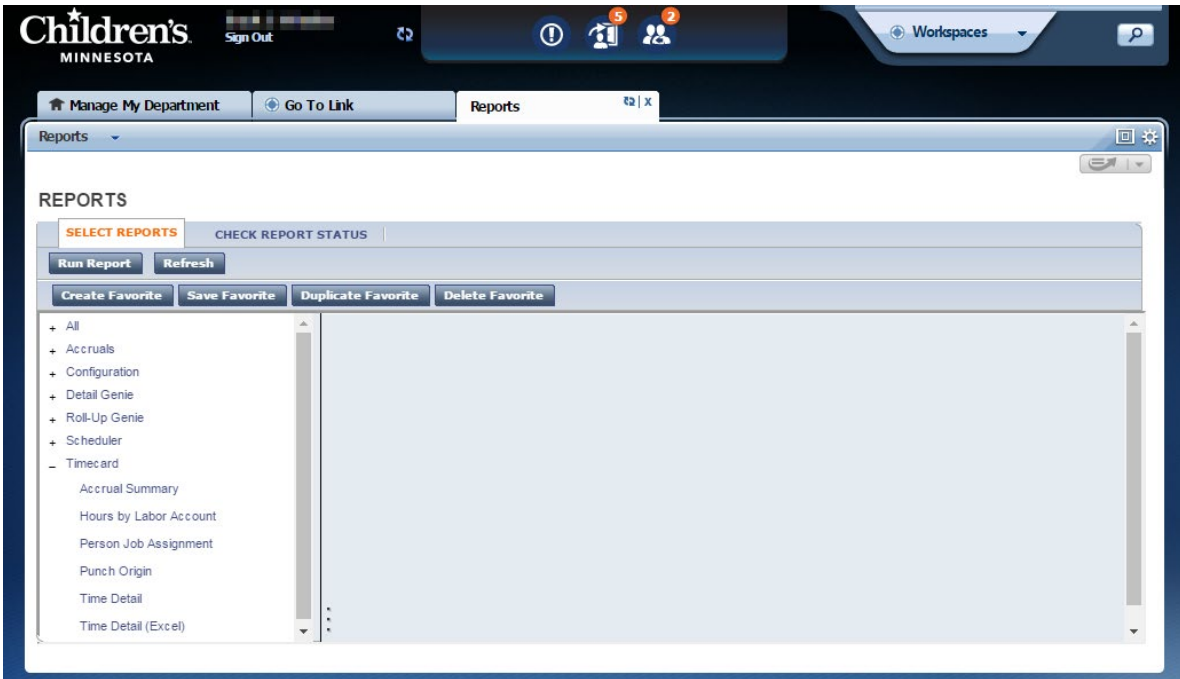 Children's
MINNESOTA
Sign Out
5
2
Workspaces
Manage My Department
Go To Link
Reports
X
Reports
REPORTS
SELECT REPORTS
CHECK REPORT STATUS
Run Report
Refresh
Create Favorite
Save Favorite
Duplicate Favorite
Delete Favorite
+ All
+ Accruals
+ Configuration
+ Detail Genie
+ Roll-Up Genie
+ Scheduler
- Timecard
Accrual Summary
Hours by Labor Account
Person Job Assignment
Punch Origin
Time Detail
Time Detail (Excel)